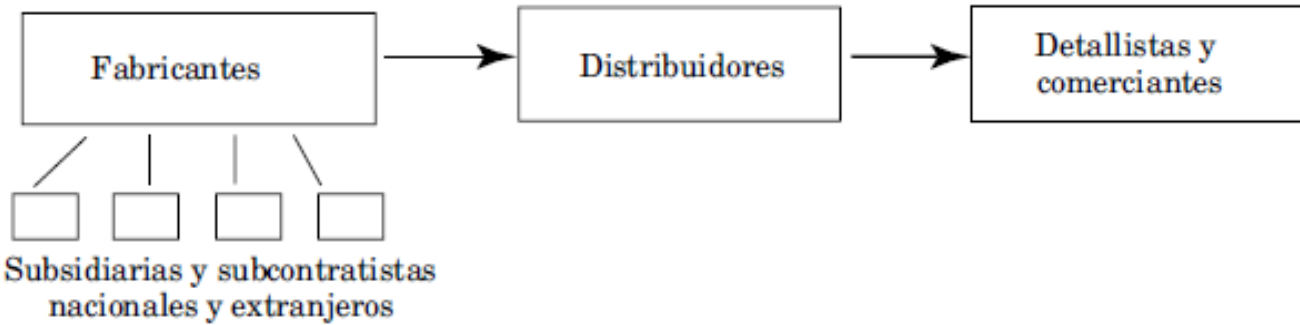 Fabricantes
Distribuidores
Detallistas y
comerciantes
Subsidiarias y subcontratistas
nacionales y extranjeros